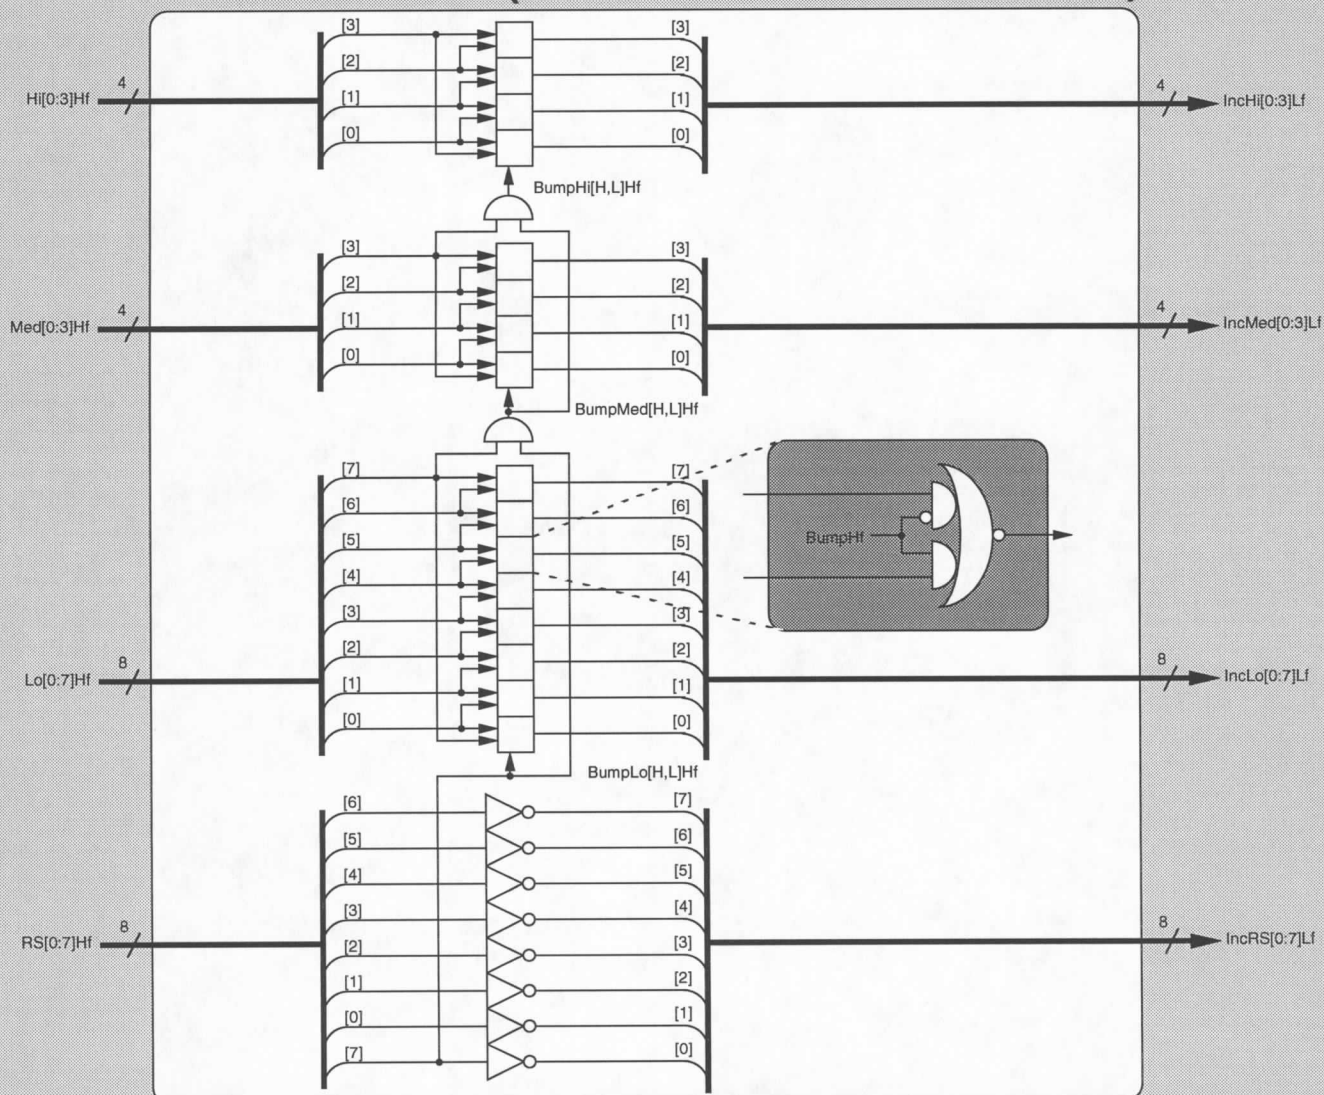 [3] [3]
[2] [2]
4 4
Hi[0:3]Hf [1] [1] IncHi[0:3]Lf
[0] [0]
BumpHi[H,L]Hf
[3] [3]
[2] [2]
4 4
Med[0:3]Hf [1] [1] IncMed[0:3]Lf
[0] [0]
BumpMed[H,L]Hf
[7] [7]
[6] [6]
[5] [5] BumpHf
[4] [4]
[3] [3]
[2] [2]
8 8
Lo[0:7]Hf [1] [1] IncLo[0:7]Lf
[0] [0]
BumpLo[H,L]Hf
[6] [7]
[5] [6]
[4] [5]
[3] [4]
8 8
RS[0:7]Hf [2] [3] IncRS[0:7]Lf
[1] [2]
[0] [1]
[7] [0]